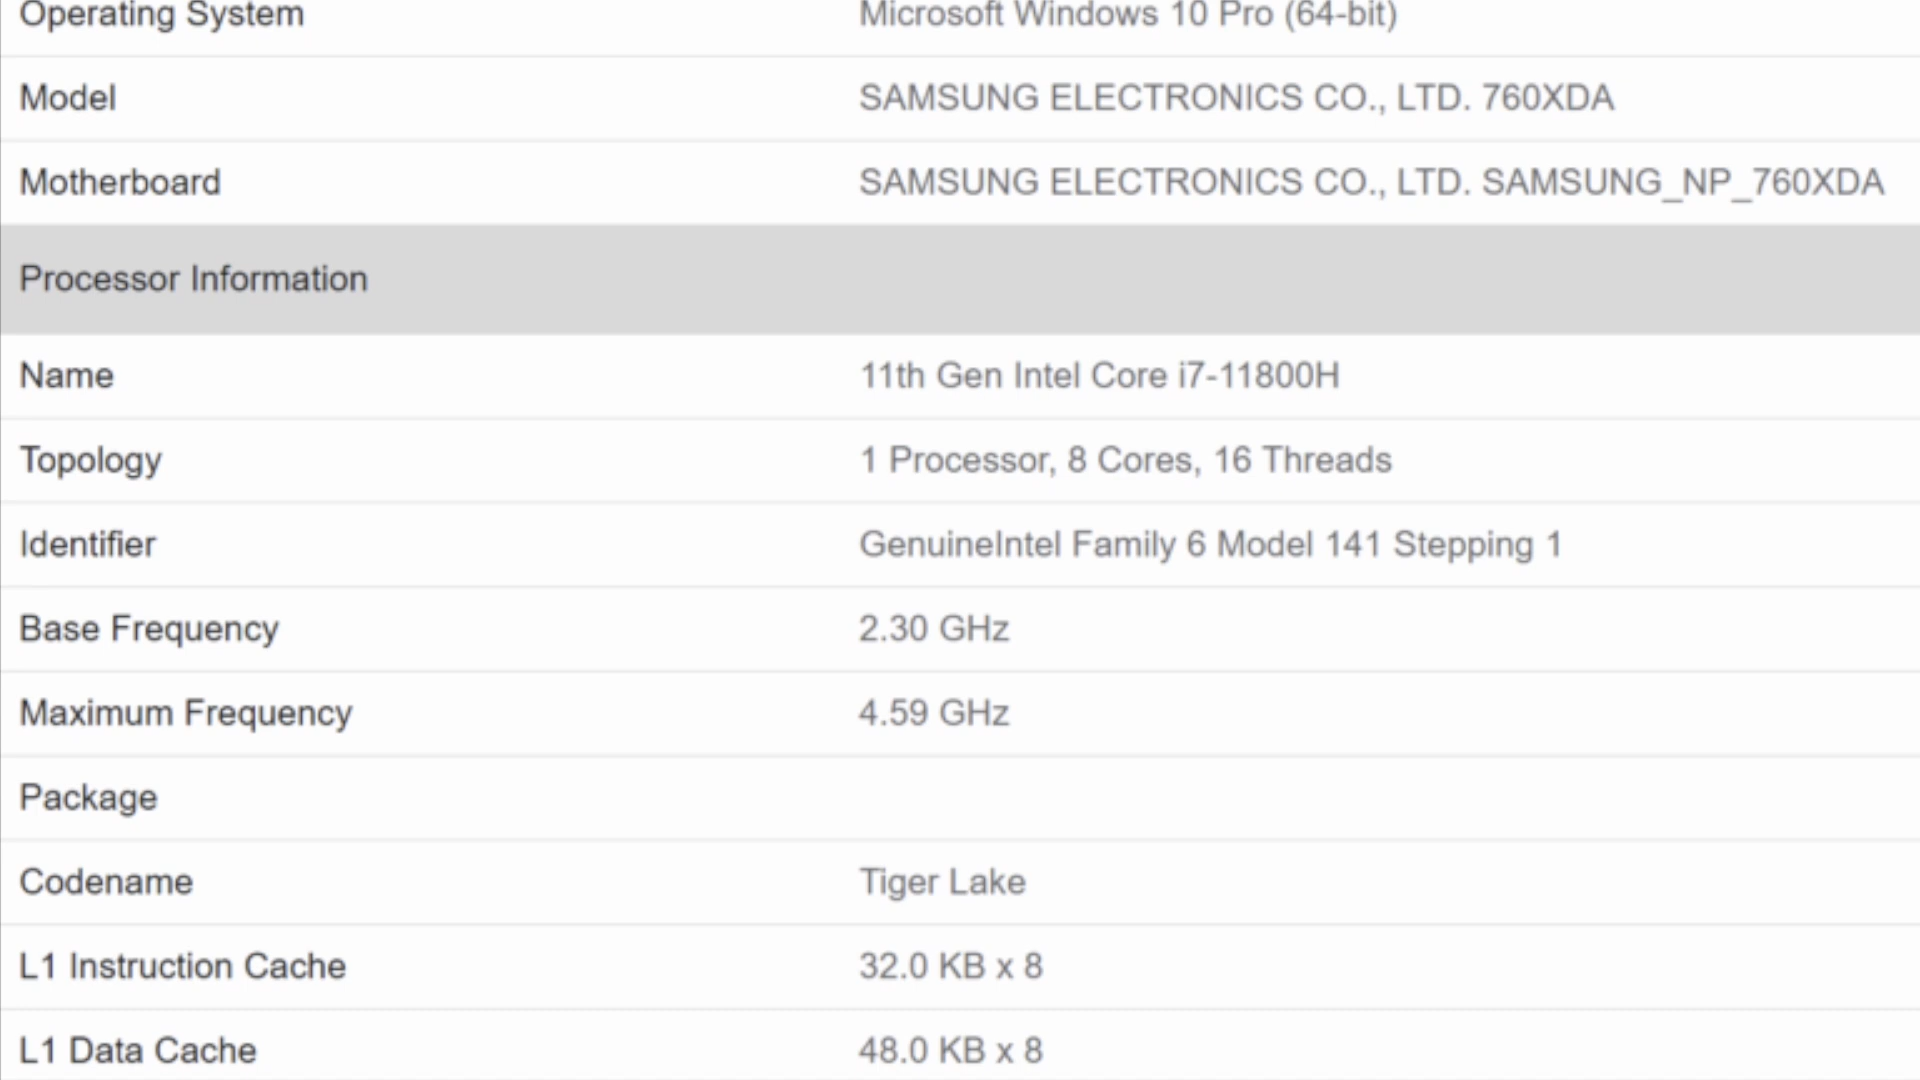 Operating System Microsoft Windows 10 Pro (64-bit)
Model SAMSUNG ELECTRONICS CO., LTD. 760XDA
Motherboard SAMSUNG ELECTRONICS CO., LTD. SAMSUNG_NP_760XDA
Processor Information
Name 11th Gen Intel Core i7-11800H
Topology 1 Processor, 8 Cores, 16 Threads
Identifier GenuineIntel Family 6 Model 141 Stepping 1
Base Frequency 2.30 GHz
Maximum Frequency 4.59 GHz
Package
Codename Tiger Lake
L1 Instruction Cache 32.0 KB x 8
L1 Data Cache 48.0 KB x 8